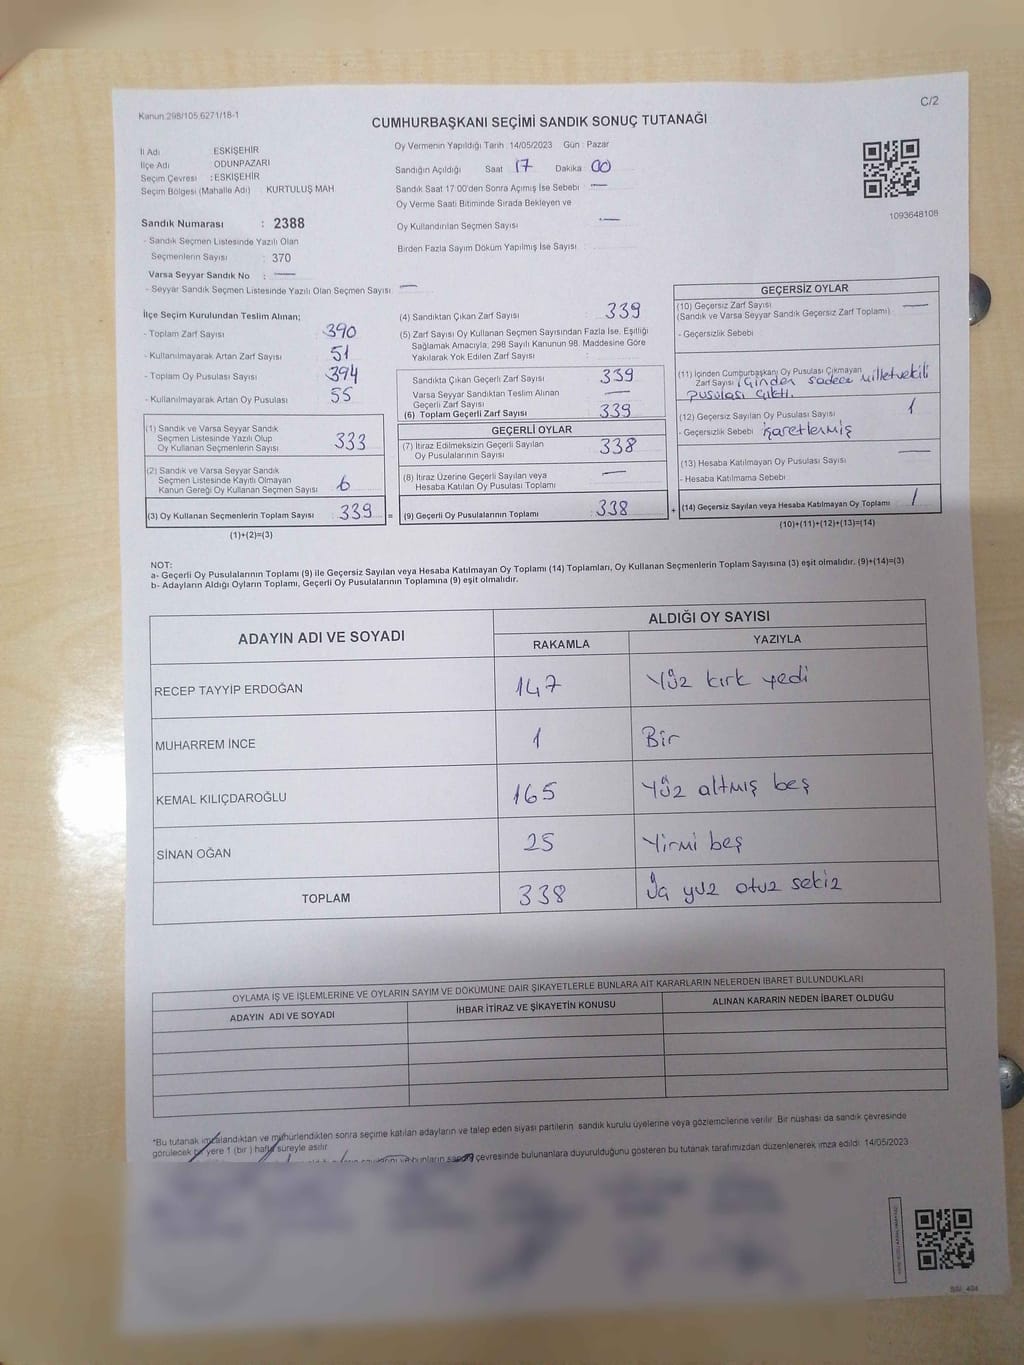 Kanun.298/105,6271/18-1
C/2
CUMHURBAŞKANI SEÇİMİ SANDIK SONUÇ TUTANAĞI
İl Adı ESKİŞEHİR
İlçe Adı ODUNPAZARI
Seçim Çevresi : ESKİŞEHİR
Seçim Bölgesi (Mahalle Adı) KURTULUŞ MAH
Sandık Numarası : 2388
- Sandık Seçmen Listesinde Yazılı Olan
Seçmenlerin Sayısı 370
Varsa Seyyar Sandık No : —
- Seyyar Sandık Seçmen Listesinde Yazılı Olan Seçmen Sayısı —
Oy Vermenin Yapıldığı Tarih : 14/05/2023 Gün : Pazar
Sandığın Açıldığı Saat 17 Dakika 00
Sandık Saat 17:00'den Sonra Açılmış İse Sebebi —
Oy Verme Saati Bitiminde Sırada Bekleyen ve
Oy Kullandırılan Seçmen Sayısı —
Birden Fazla Sayım Döküm Yapılmış İse Sayısı
1093648108
İlçe Seçim Kurulundan Teslim Alınan;
- Toplam Zarf Sayısı 390
- Kullanılmayarak Artan Zarf Sayısı 51
- Toplam Oy Pusulası Sayısı 394
- Kullanılmayarak Artan Oy Pusulası 55
(1) Sandık ve Varsa Seyyar Sandık
Seçmen Listesinde Yazılı Olup
Oy Kullanan Seçmenlerin Sayısı 333
(2) Sandık ve Varsa Seyyar Sandık
Seçmen Listesinde Kayıtlı Olmayan
Kanun Gereği Oy Kullanan Seçmen Sayısı 6
(3) Oy Kullanan Seçmenlerin Toplam Sayısı 339 =
(1)+(2)=(3)
(4) Sandıktan Çıkan Zarf Sayısı : 339
(5) Zarf Sayısı Oy Kullanan Seçmen Sayısından Fazla İse, Eşitliği
Sağlamak Amacıyla, 298 Sayılı Kanunun 98. Maddesine Göre
Yakılarak Yok Edilen Zarf Sayısı :
Sandıkta Çıkan Geçerli Zarf Sayısı 339
Varsa Seyyar Sandıktan Teslim Alınan
Geçerli Zarf Sayısı —
(6) Toplam Geçerli Zarf Sayısı 339
GEÇERLİ OYLAR
(7) İtiraz Edilmeksizin Geçerli Sayılan
Oy Pusulalarının Sayısı 338
(8) İtiraz Üzerine Geçerli Sayılan veya
Hesaba Katılan Oy Pusulası Toplamı —
(9) Geçerli Oy Pusulalarının Toplamı 338 +
GEÇERSİZ OYLAR
(10) Geçersiz Zarf Sayısı —
(Sandık ve Varsa Seyyar Sandık Geçersiz Zarf Toplamı)
- Geçersizlik Sebebi
(11) İçinden Cumhurbaşkanı Oy Pusulası Çıkmayan
Zarf Sayısı İçinden sadece milletvekili
pusulası çıktı.
(12) Geçersiz Sayılan Oy Pusulası Sayısı 1
- Geçersizlik Sebebi işaretlermiş
(13) Hesaba Katılmayan Oy Pusulası Sayısı —
- Hesaba Katılmama Sebebi
(14) Geçersiz Sayılan veya Hesaba Katılmayan Oy Toplamı 1
(10)+(11)+(12)+(13)=(14)
NOT:
a- Geçerli Oy Pusulalarının Toplamı (9) ile Geçersiz Sayılan veya Hesaba Katılmayan Oy Toplamı (14) Toplamları, Oy Kullanan Seçmenlerin Toplam Sayısına (3) eşit olmalıdır. (9)+(14)=(3)
b- Adayların Aldığı Oyların Toplamı, Geçerli Oy Pusulalarının Toplamına (9) eşit olmalıdır.
ADAYIN ADI VE SOYADI ALDIĞI OY SAYISI
RAKAMLA YAZIYLA
RECEP TAYYİP ERDOĞAN 147 Yüz kırk yedi
MUHARREM İNCE 1 Bir
KEMAL KILIÇDAROĞLU 165 Yüz altmış beş
SİNAN OĞAN 25 Yirmi beş
TOPLAM 338 Üç yüz otuz sekiz
OYLAMA İŞ VE İŞLEMLERİNE VE OYLARIN SAYIM VE DÖKÜMÜNE DAİR ŞİKAYETLERLE BUNLARA AİT KARARLARIN NELERDEN İBARET BULUNDUKLARI
ADAYIN ADI VE SOYADI İHBAR İTİRAZ VE ŞİKAYETİN KONUSU ALINAN KARARIN NEDEN İBARET OLDUĞU
*Bu tutanak imzalandıktan ve mühürlendikten sonra seçime katılan adayların ve talep eden siyasi partilerin sandık kurulu üyelerine veya gözlemcilerine verilir. Bir nüshası da sandık çevresinde
görülecek bir yere 1 (bir ) hafta süreyle asılır.
bunların sandık çevresinde bulunanlara duyurulduğunu gösteren bu tutanak tarafımızdan düzenlenerek imza edildi. 14/05/2023